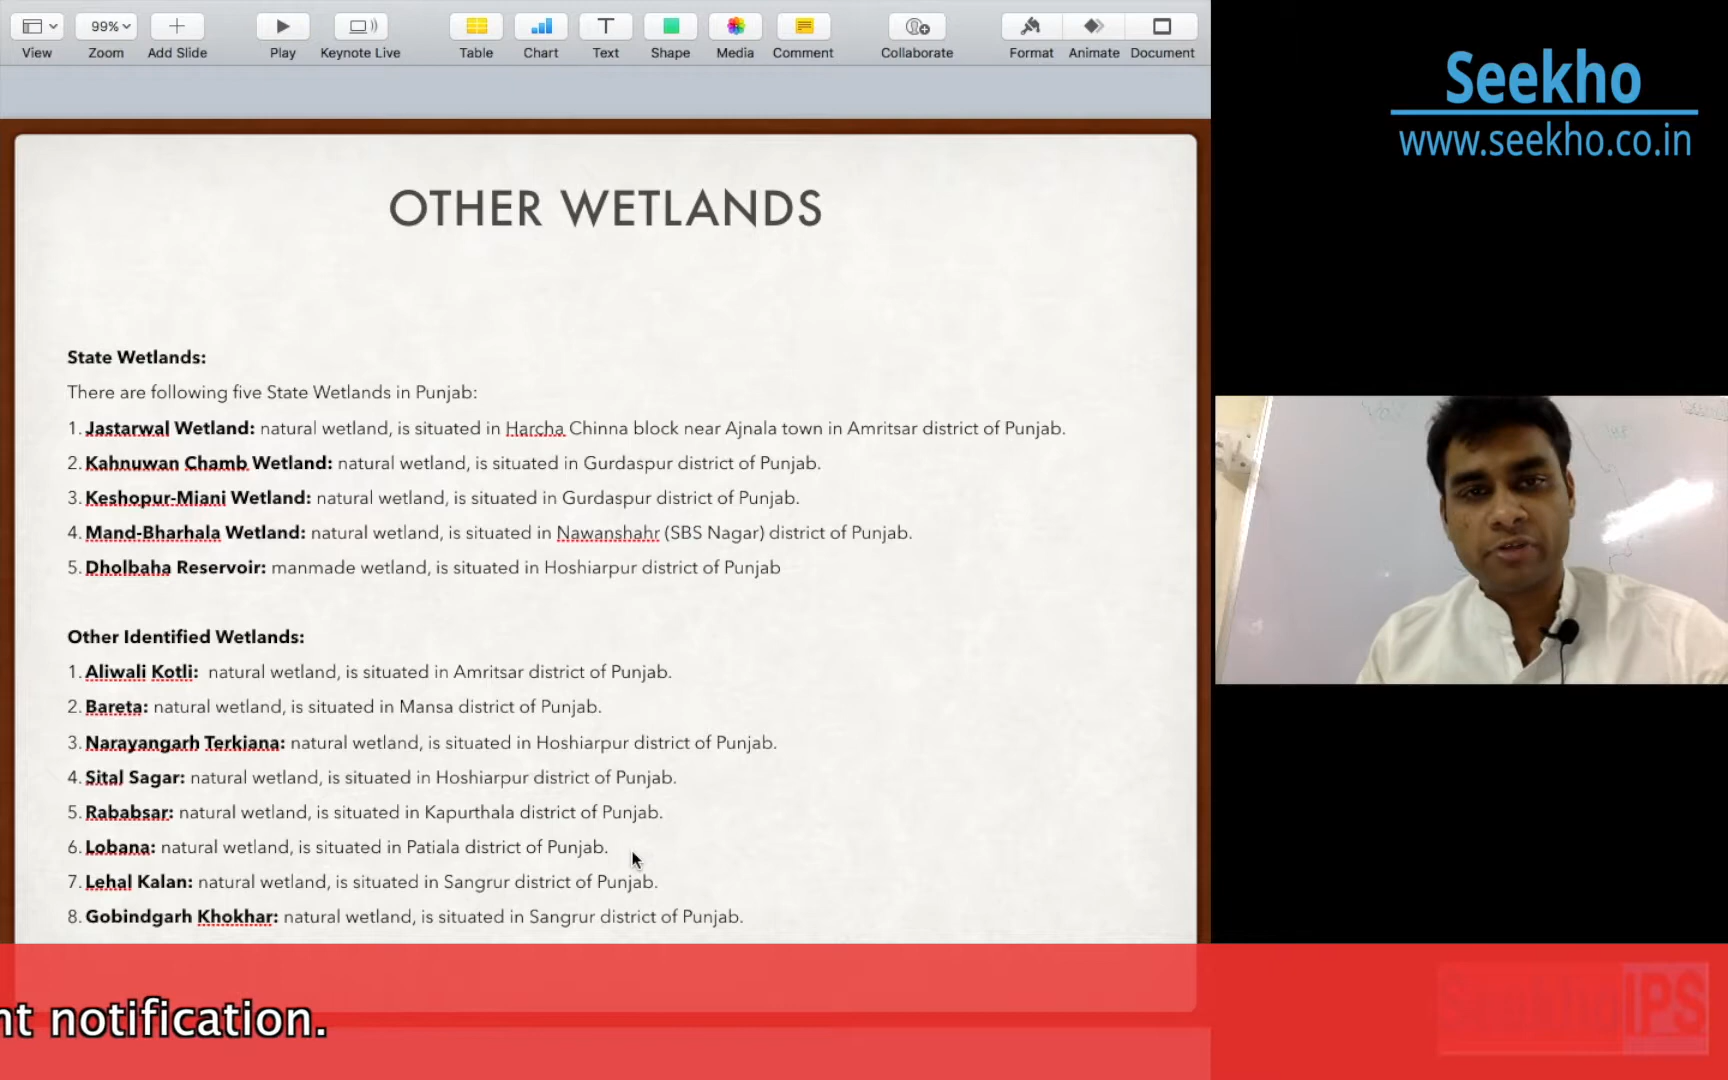 99%
View
Zoom
Add Slide
Play
Keynote Live
Table
Chart
Text
Shape
Media
Comment
Collaborate
Format
Animate
Document
Seekho
www.seekho.co.in
OTHER WETLANDS
State Wetlands:
There are following five State Wetlands in Punjab:
1. Jastarwal Wetland: natural wetland, is situated in Harcha Chinna block near Ajnala town in Amritsar district of Punjab.
2. Kahnuwan Chamb Wetland: natural wetland, is situated in Gurdaspur district of Punjab.
3. Keshopur-Miani Wetland: natural wetland, is situated in Gurdaspur district of Punjab.
4. Mand-Bharhala Wetland: natural wetland, is situated in Nawanshahr (SBS Nagar) district of Punjab.
5. Dholbaha Reservoir: manmade wetland, is situated in Hoshiarpur district of Punjab
Other Identified Wetlands:
1. Aliwali Kotli: natural wetland, is situated in Amritsar district of Punjab.
2. Bareta: natural wetland, is situated in Mansa district of Punjab.
3. Narayangarh Terkiana: natural wetland, is situated in Hoshiarpur district of Punjab.
4. Sital Sagar: natural wetland, is situated in Hoshiarpur district of Punjab.
5. Rababsar: natural wetland, is situated in Kapurthala district of Punjab.
6. Lobana: natural wetland, is situated in Patiala district of Punjab.
7. Lehal Kalan: natural wetland, is situated in Sangrur district of Punjab.
8. Gobindgarh Khokhar: natural wetland, is situated in Sangrur district of Punjab.
nt notification.
Seekho IPS